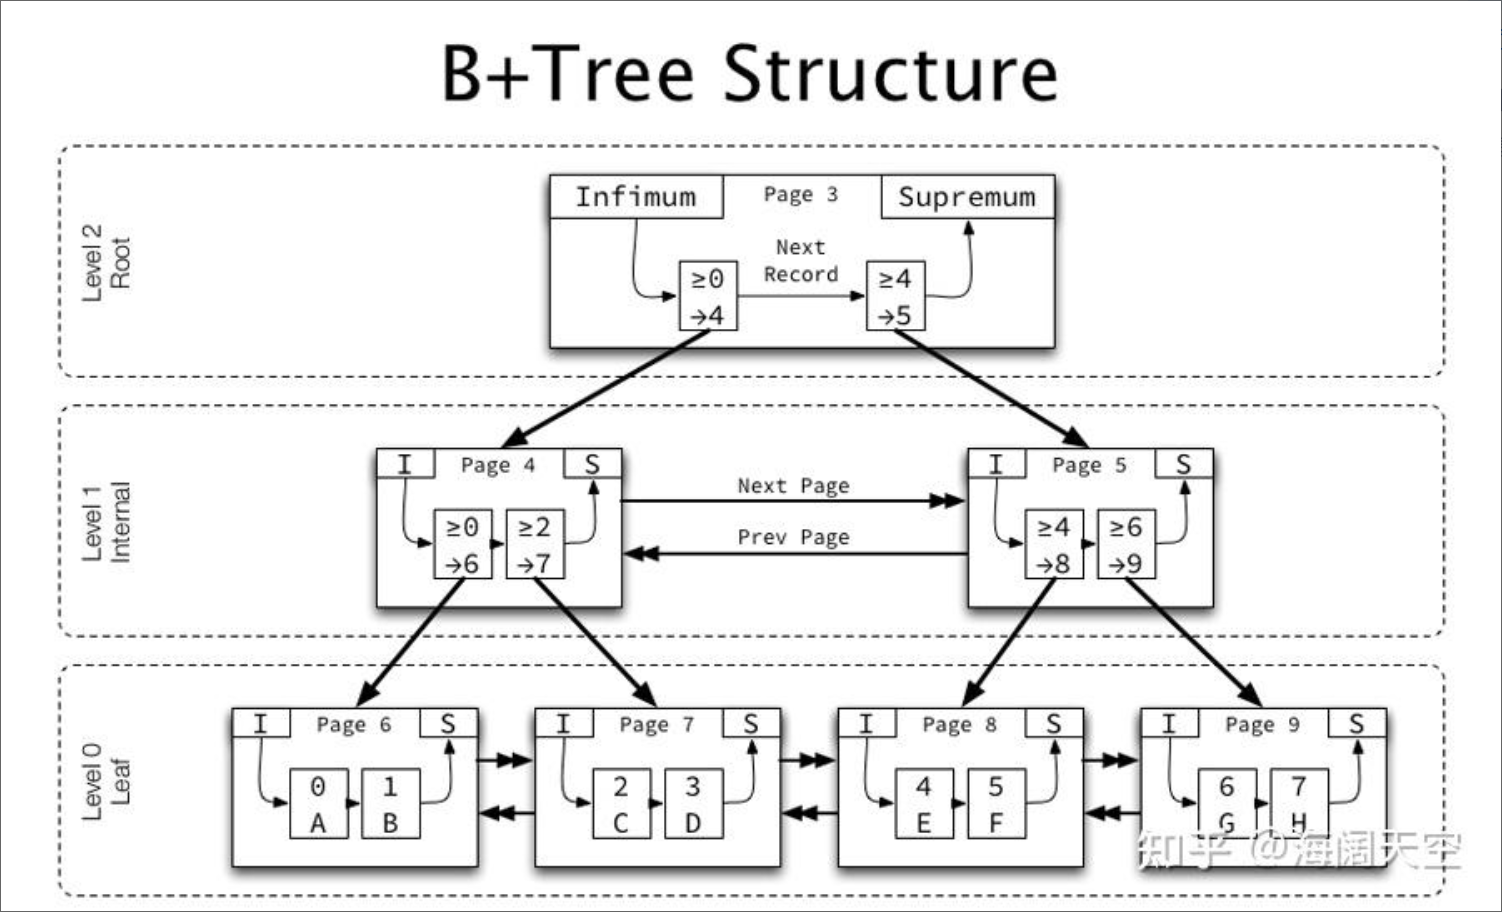 B+Tree Structure
Level 2
Root
Infimum
Page 3
Supremum
Next
Record
≥0
→4
≥4
→5
Level 1
Internal
I
Page 4
S
≥0
→6
≥2
→7
Next Page
Prev Page
I
Page 5
S
≥4
→8
≥6
→9
Level 0
Leaf
I
Page 6
S
0
A
1
B
I
Page 7
S
2
C
3
D
I
Page 8
S
4
E
5
F
I
Page 9
S
6
G
7
H
知乎 @海阔天空